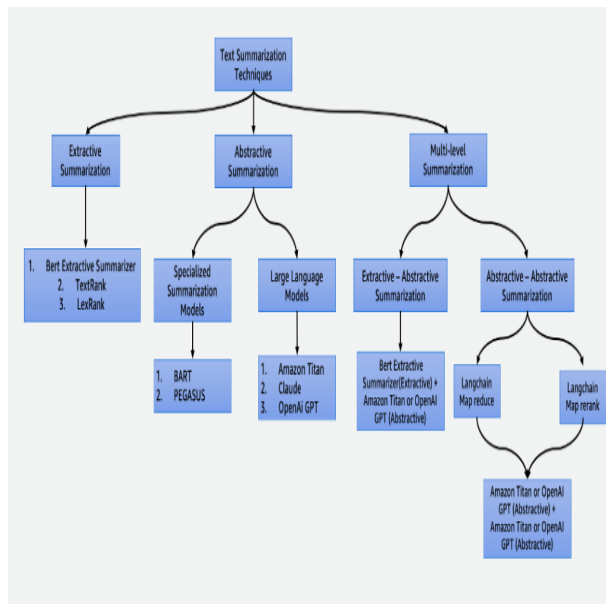 Text Summarization
Techniques
Extractive
Summarization
Abstractive
Summarization
Multi-level
Summarization
1. Bert Extractive Summarizer
2. TextRank
3. LexRank
Specialized
Summarization
Models
Large Language
Models
Extractive – Abstractive
Summarization
Abstractive – Abstractive
Summarization
1. BART
2. PEGASUS
1. Amazon Titan
2. Claude
3. OpenAi GPT
Bert Extractive
Summarizer(Extractive) +
Amazon Titan or OpenAI
GPT (Abstractive)
Langchain
Map reduce
Langchain
Map rerank
Amazon Titan or OpenAI
GPT (Abstractive) +
Amazon Titan or OpenAI
GPT (Abstractive)